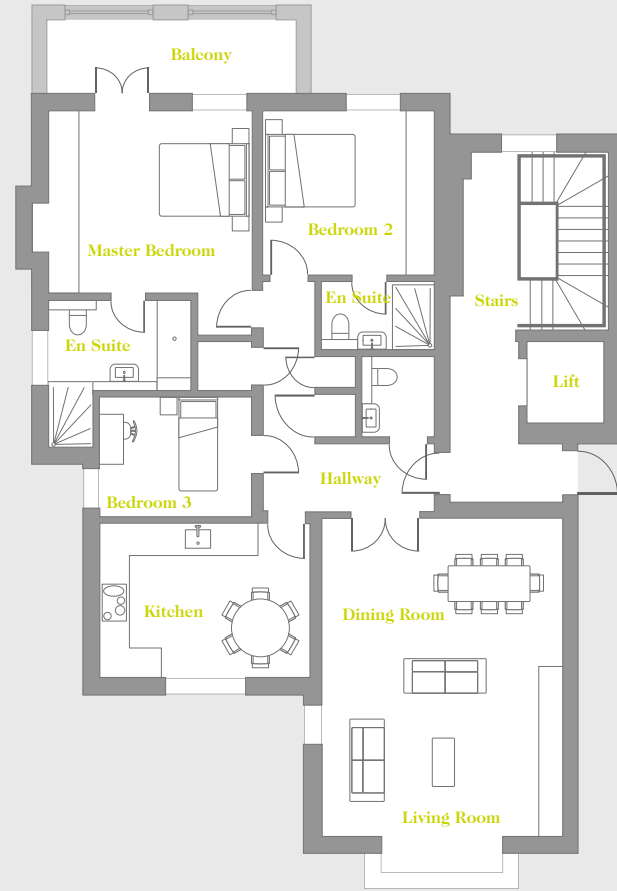 Balcony
Bedroom 2
Master Bedroom
En Suite
Stairs
En Suite
Lift
Hallway
Bedroom 3
Kitchen
Dining Room
Living Room